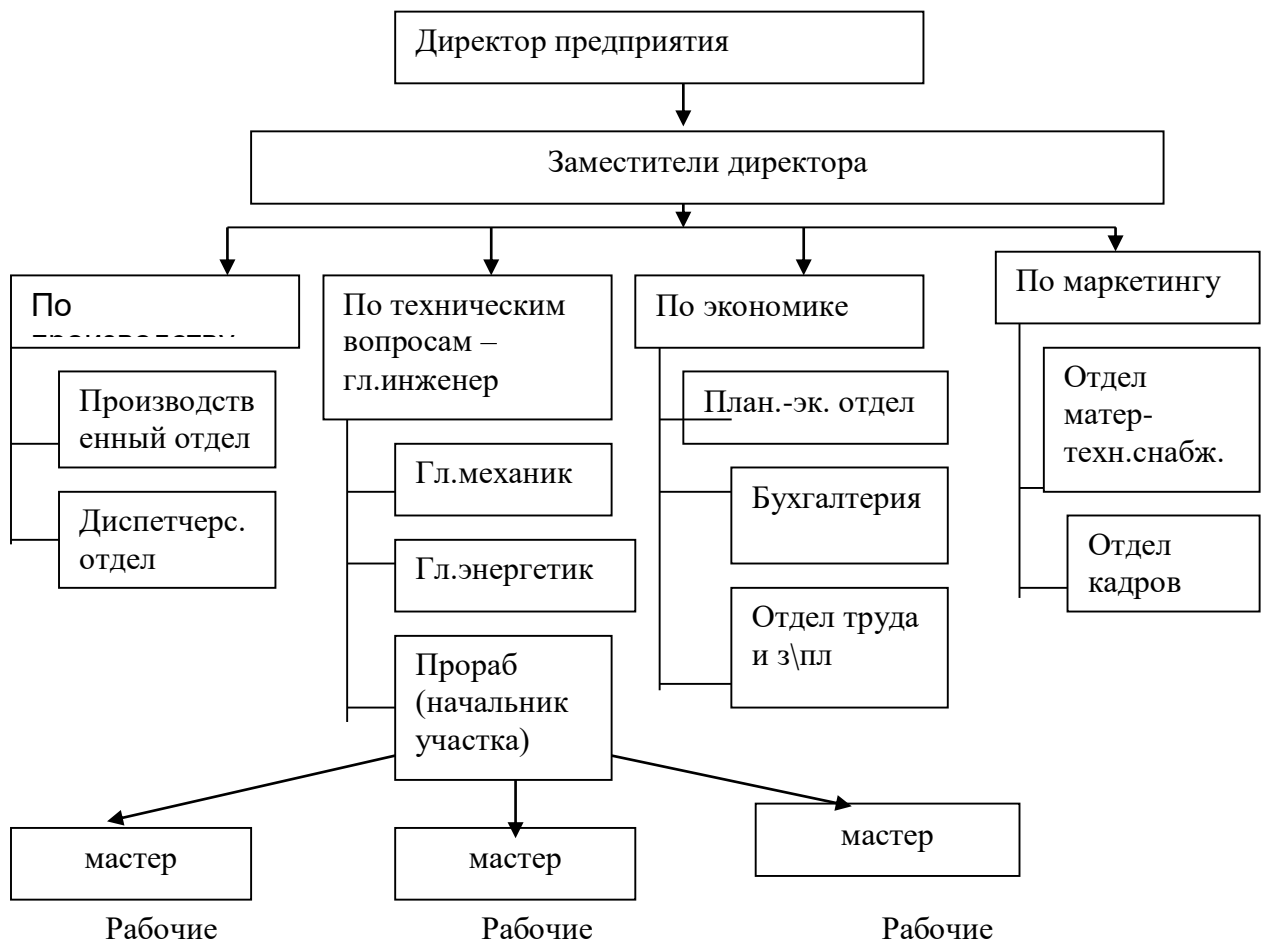 Директор предприятия
Заместители директора
По
По техническим
вопросам –
гл.инженер
По экономике
По маркетингу
Производств
енный отдел
Диспетчерс.
отдел
Гл.механик
Гл.энергетик
Прораб
(начальник
участка)
План.-эк. отдел
Бухгалтерия
Отдел труда
и з\пл
Отдел
матер-
техн.снабж.
Отдел
кадров
мастер
мастер
мастер
Рабочие
Рабочие
Рабочие